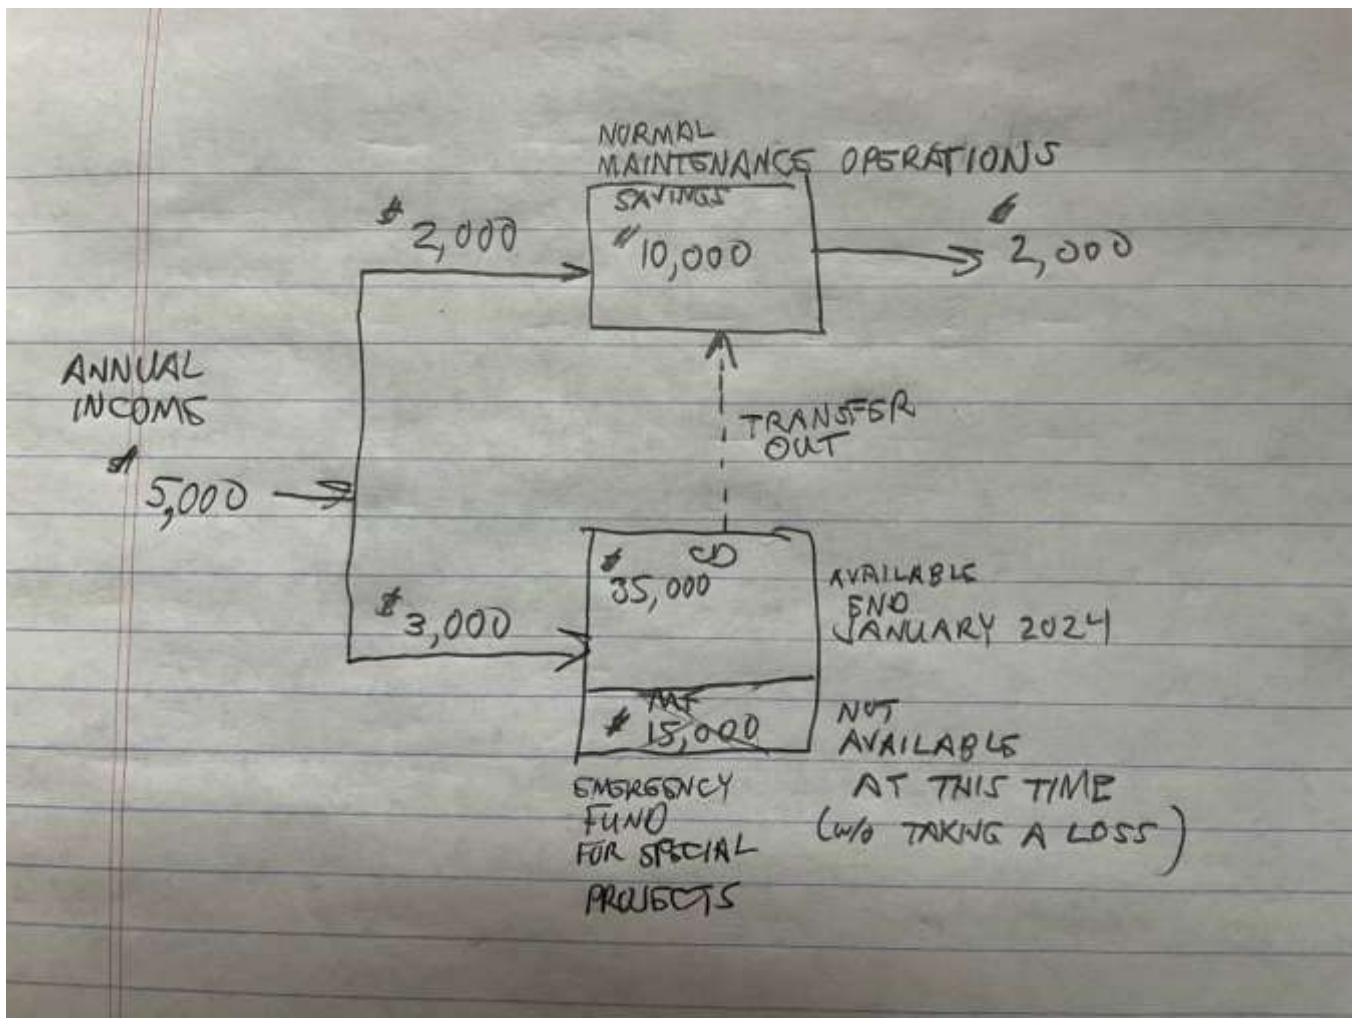 NORMAL
MAINTENANCE OPERATIONS
SAVINGS
$ 10,000
$ 2,000
$ 2,000
ANNUAL
INCOME
$ 5,000
TRANSFER
OUT
CD
$ 35,000
AVAILABLE
END
JANUARY 2024
$ 3,000
MF
$ 15,000
NOT
AVAILABLE
AT THIS TIME
(w/o TAKING A LOSS)
EMERGENCY
FUND
FOR SPECIAL
PROJECTS